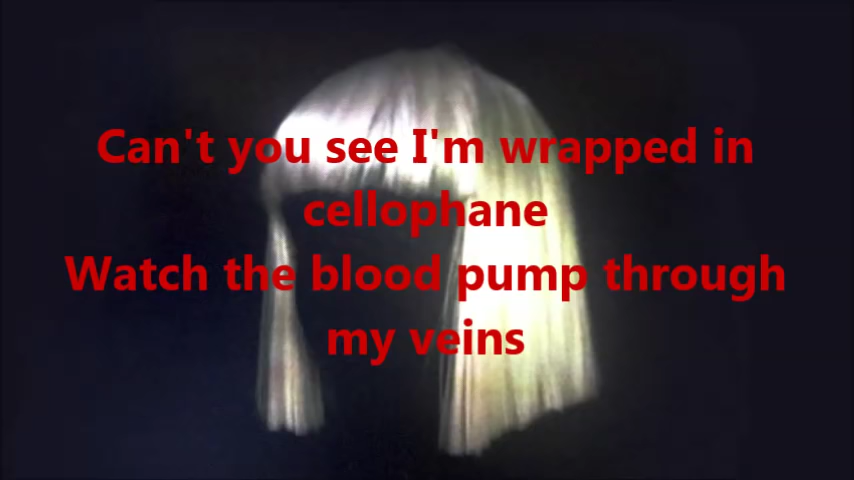 Can't you see I'm wrapped in
cellophane
Watch the blood pump through
my veins